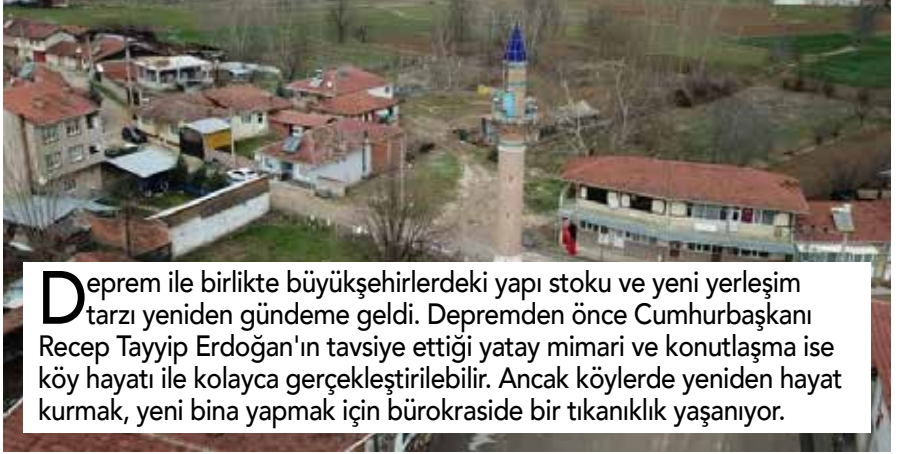 Deprem ile birlikte büyükşehirlerdeki yapı stoku ve yeni yerleşim
tarzı yeniden gündeme geldi. Depremden önce Cumhurbaşkanı
Recep Tayyip Erdoğan'ın tavsiye ettiği yatay mimari ve konutlaşma ise
köy hayatı ile kolayca gerçekleştirilebilir. Ancak köylerde yeniden hayat
kurmak, yeni bina yapmak için bürokraside bir tıkanıklık yaşanıyor.